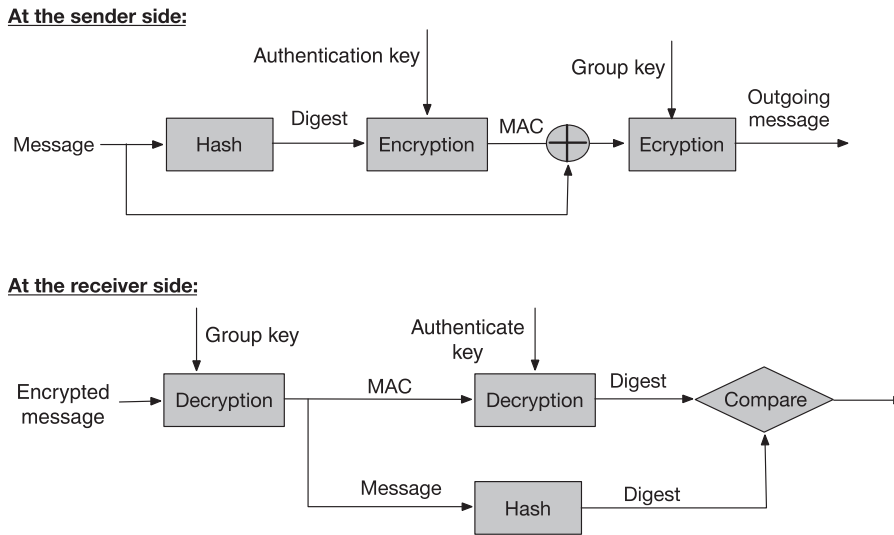 At the sender side:
Authentication key
Group key
Outgoing
message
Message
Hash
Digest
Encryption
MAC
Ecryption
At the receiver side:
Group key
Authenticate
key
Encrypted
message
Decryption
MAC
Decryption
Digest
Compare
Message
Hash
Digest